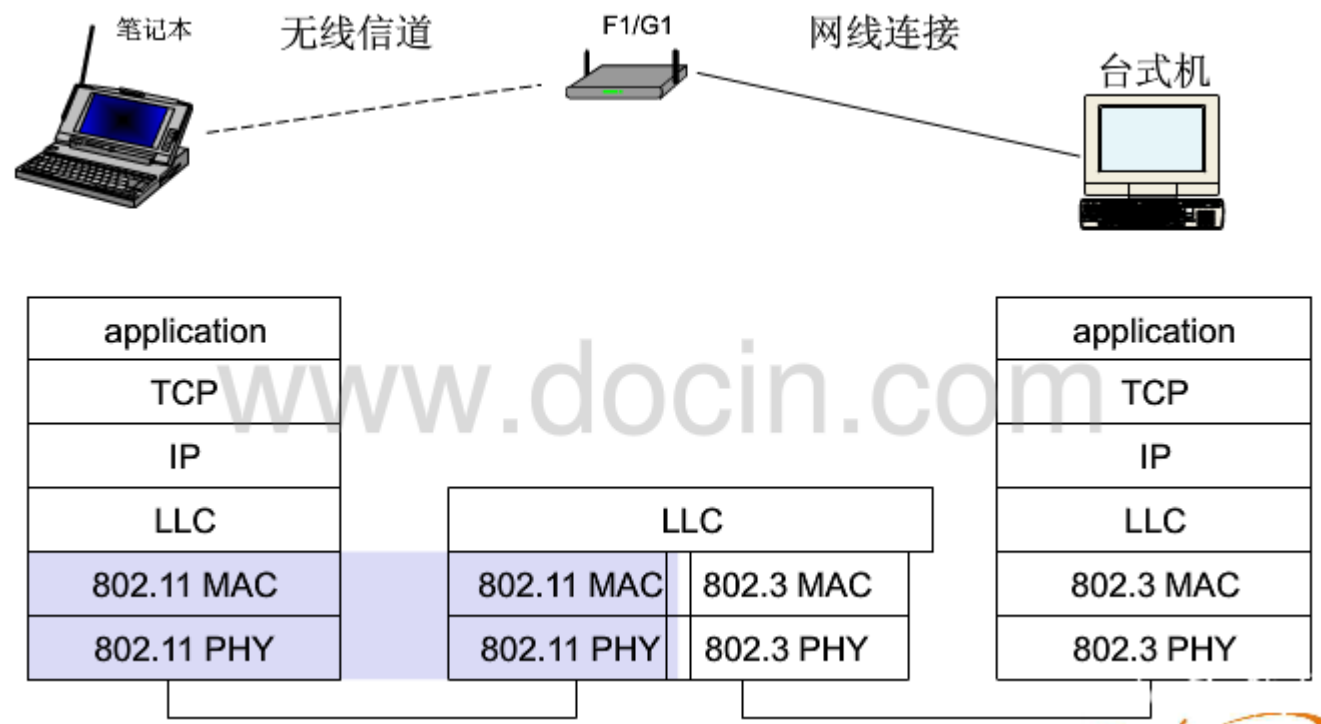 笔记本
无线信道
F1/G1
网线连接
台式机
application
TCP
IP
LLC
802.11 MAC
802.11 PHY
LLC
802.11 MAC
802.3 MAC
802.11 PHY
802.3 PHY
application
TCP
IP
LLC
802.3 MAC
802.3 PHY
www.docin.com